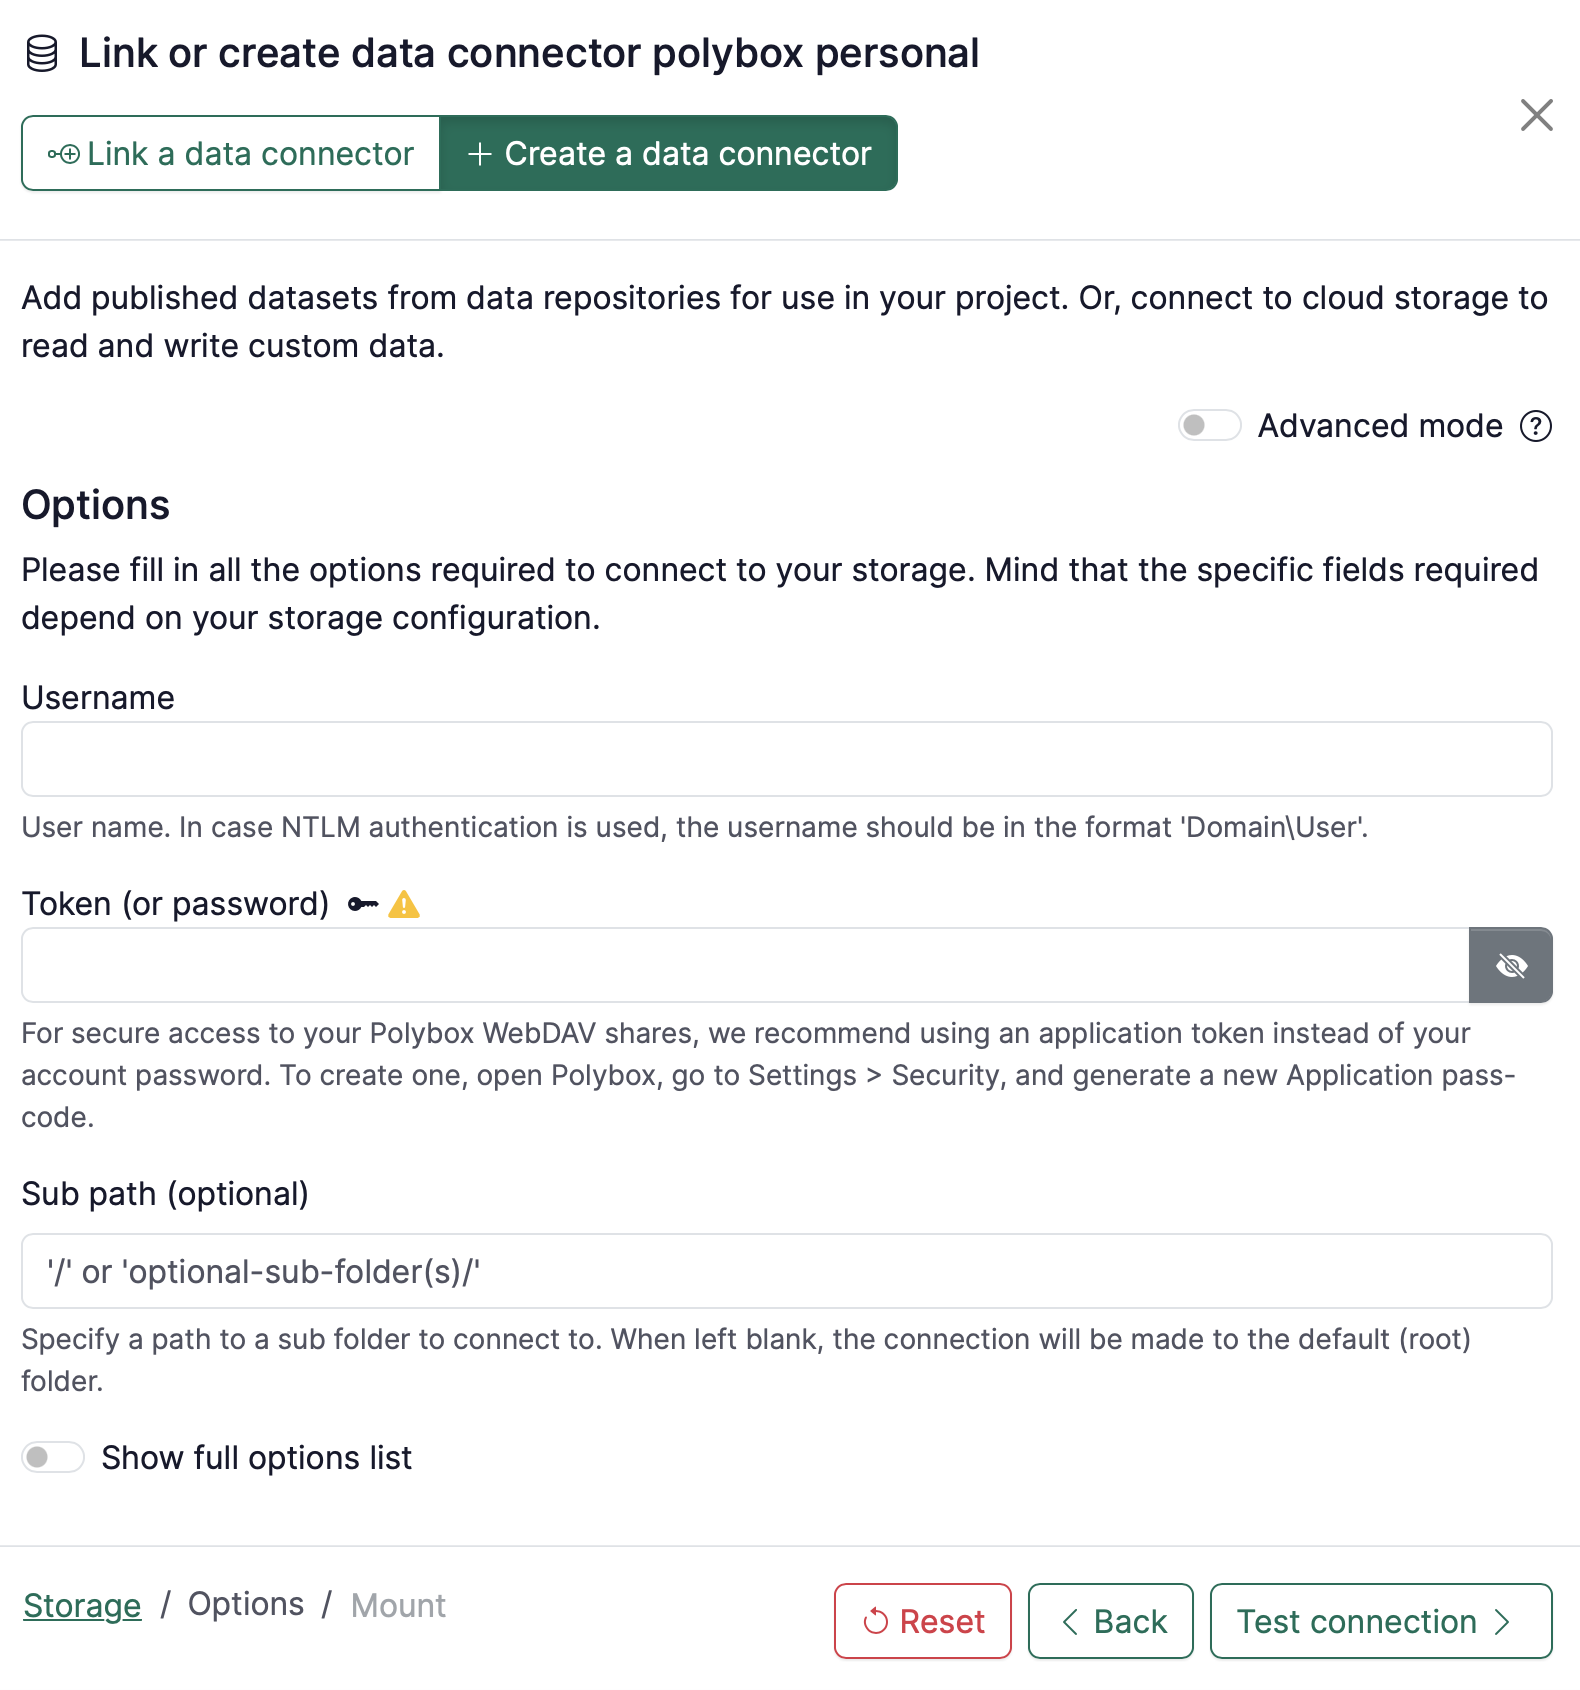 Link or create data connector polybox personal
Link a data connector
+ Create a data connector
Add published datasets from data repositories for use in your project. Or, connect to cloud storage to
read and write custom data.
Advanced mode ?
Options
Please fill in all the options required to connect to your storage. Mind that the specific fields required
depend on your storage configuration.
Username
User name. In case NTLM authentication is used, the username should be in the format 'Domain\User'.
Token (or password)
For secure access to your Polybox WebDAV shares, we recommend using an application token instead of your
account password. To create one, open Polybox, go to Settings > Security, and generate a new Application pass-
code.
Sub path (optional)
'/' or 'optional-sub-folder(s)/'
Specify a path to a sub folder to connect to. When left blank, the connection will be made to the default (root)
folder.
Show full options list
Storage / Options / Mount
Reset
Back
Test connection